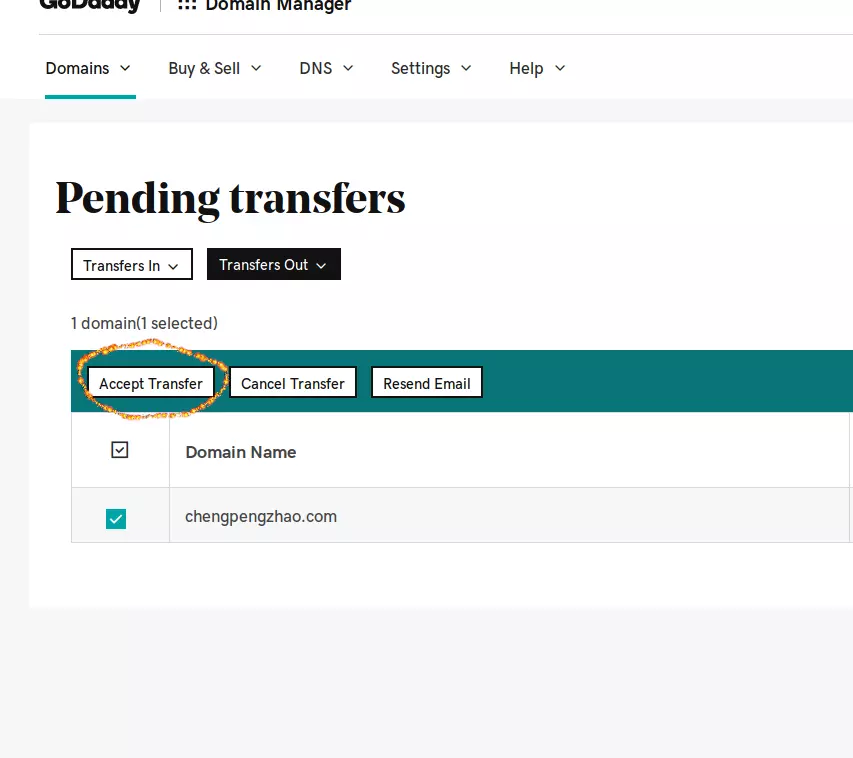 GoDaddy Domain Manager
Domains Buy & Sell DNS Settings Help
Pending transfers
Transfers In Transfers Out
1 domain(1 selected)
Accept Transfer Cancel Transfer Resend Email
Domain Name
chengpengzhao.com